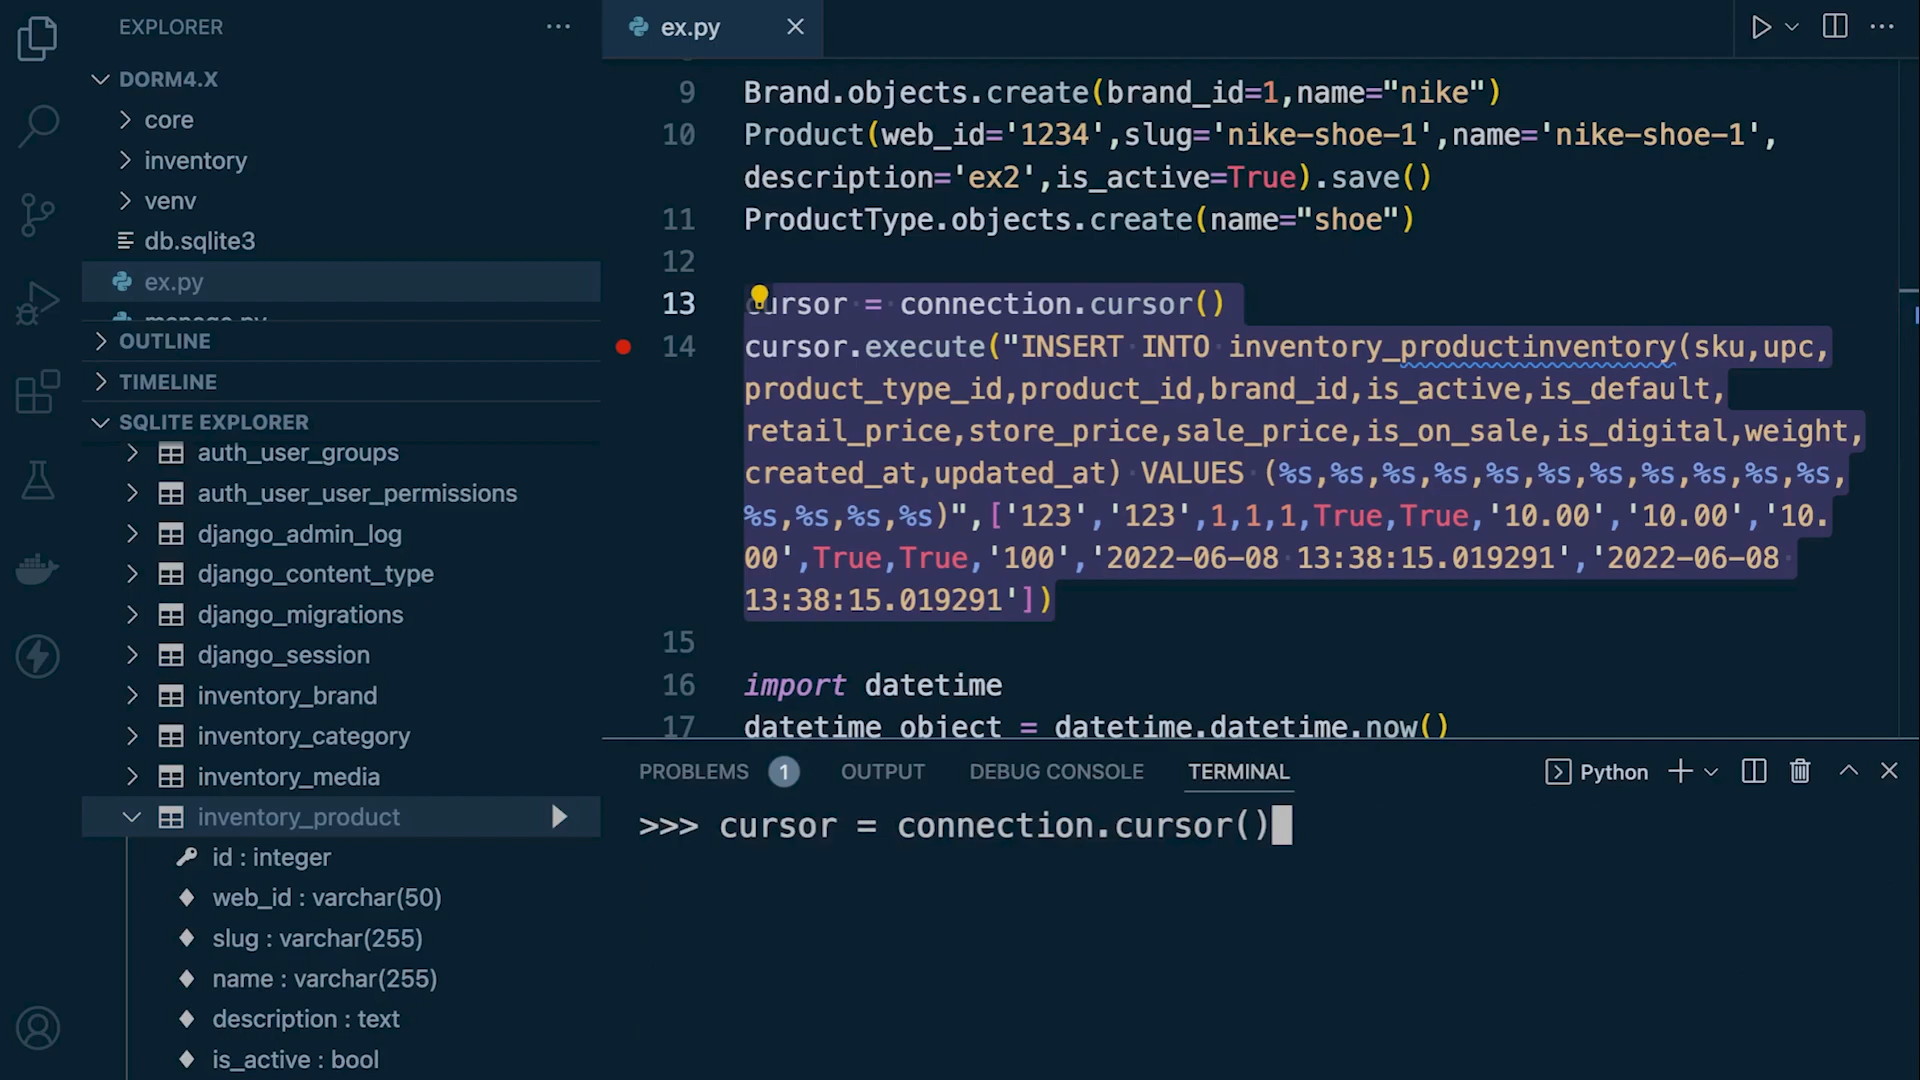 EXPLORER
DORM4.X
core
inventory
venv
db.sqlite3
ex.py
manage.py
OUTLINE
TIMELINE
SQLITE EXPLORER
auth_user_groups
auth_user_user_permissions
django_admin_log
django_content_type
django_migrations
django_session
inventory_brand
inventory_category
inventory_media
inventory_product
id : integer
web_id : varchar(50)
slug : varchar(255)
name : varchar(255)
description : text
is_active : bool
ex.py
9 Brand.objects.create(brand_id=1,name="nike")
10 Product(web_id='1234',slug='nike-shoe-1',name='nike-shoe-1',
description='ex2',is_active=True).save()
11 ProductType.objects.create(name="shoe")
12
13 cursor = connection.cursor()
14 cursor.execute("INSERT INTO inventory_productinventory(sku,upc,
product_type_id,product_id,brand_id,is_active,is_default,
retail_price,store_price,sale_price,is_on_sale,is_digital,weight,
created_at,updated_at) VALUES (%s,%s,%s,%s,%s,%s,%s,%s,%s,%s,%s,
%s,%s,%s,%s)",['123','123',1,1,1,True,True,'10.00','10.00','10.
00',True,True,'100','2022-06-08 13:38:15.019291','2022-06-08
13:38:15.019291'])
15
16 import datetime
17 datetime_object = datetime.datetime.now()
PROBLEMS 1 OUTPUT DEBUG CONSOLE TERMINAL Python
>>> cursor = connection.cursor()